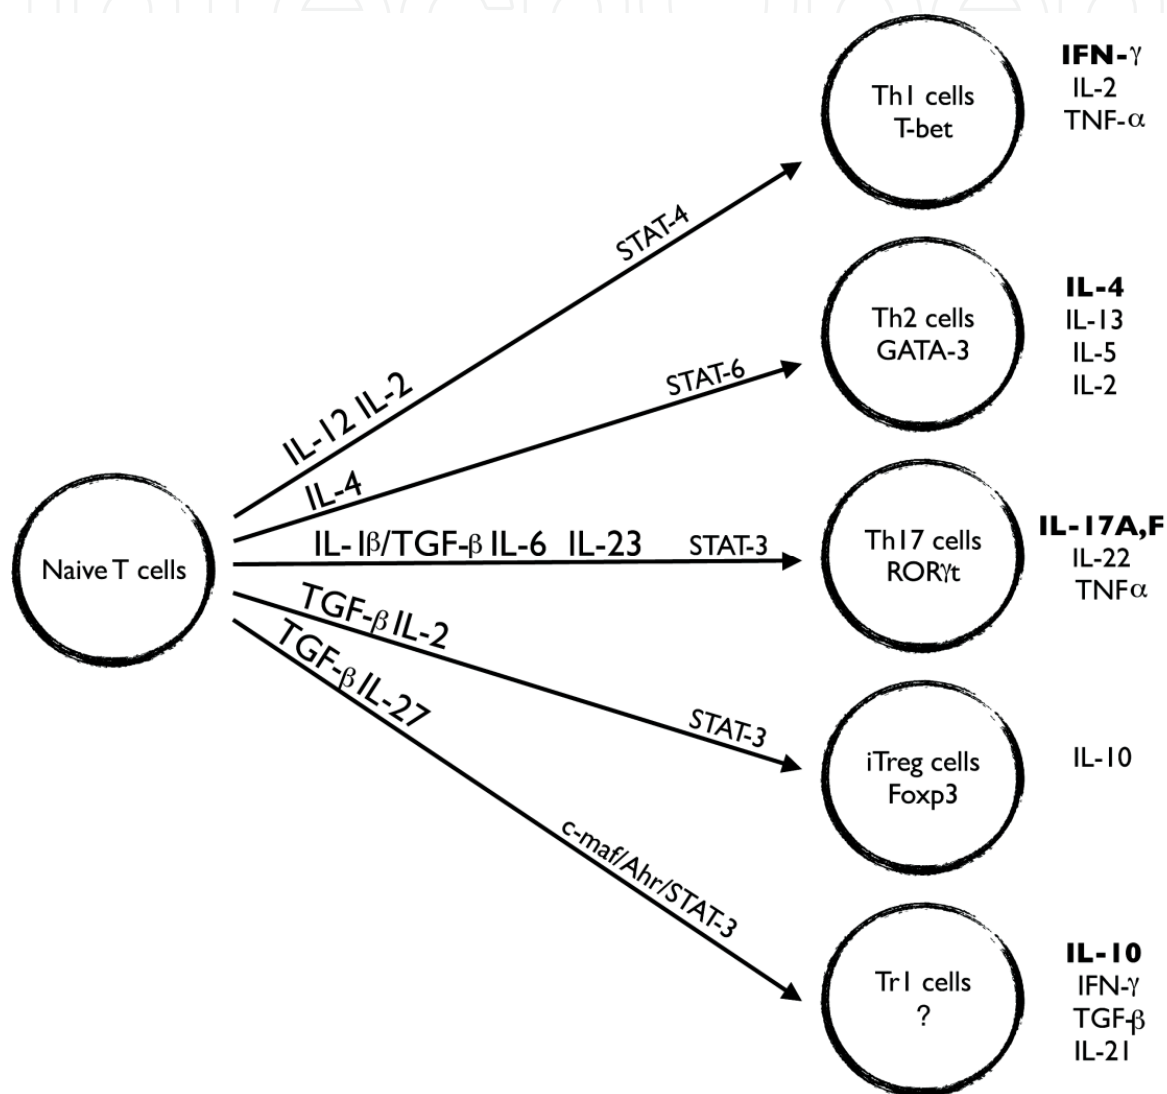 IFN-γ
IL-2
TNF-α
Th1 cells
T-bet
STAT-4
IL-12 IL-2
IL-4
IL-13
IL-5
IL-2
Th2 cells
GATA-3
STAT-6
IL-4
Naive T cells
IL-1β/TGF-β IL-6 IL-23
STAT-3
Th17 cells
RORγt
IL-17A,F
IL-22
TNFα
TGF-β IL-2
STAT-3
iTreg cells
Foxp3
IL-10
TGF-β IL-27
c-maf/Ahr/STAT-3
Tr1 cells
?
IL-10
IFN-γ
TGF-β
IL-21